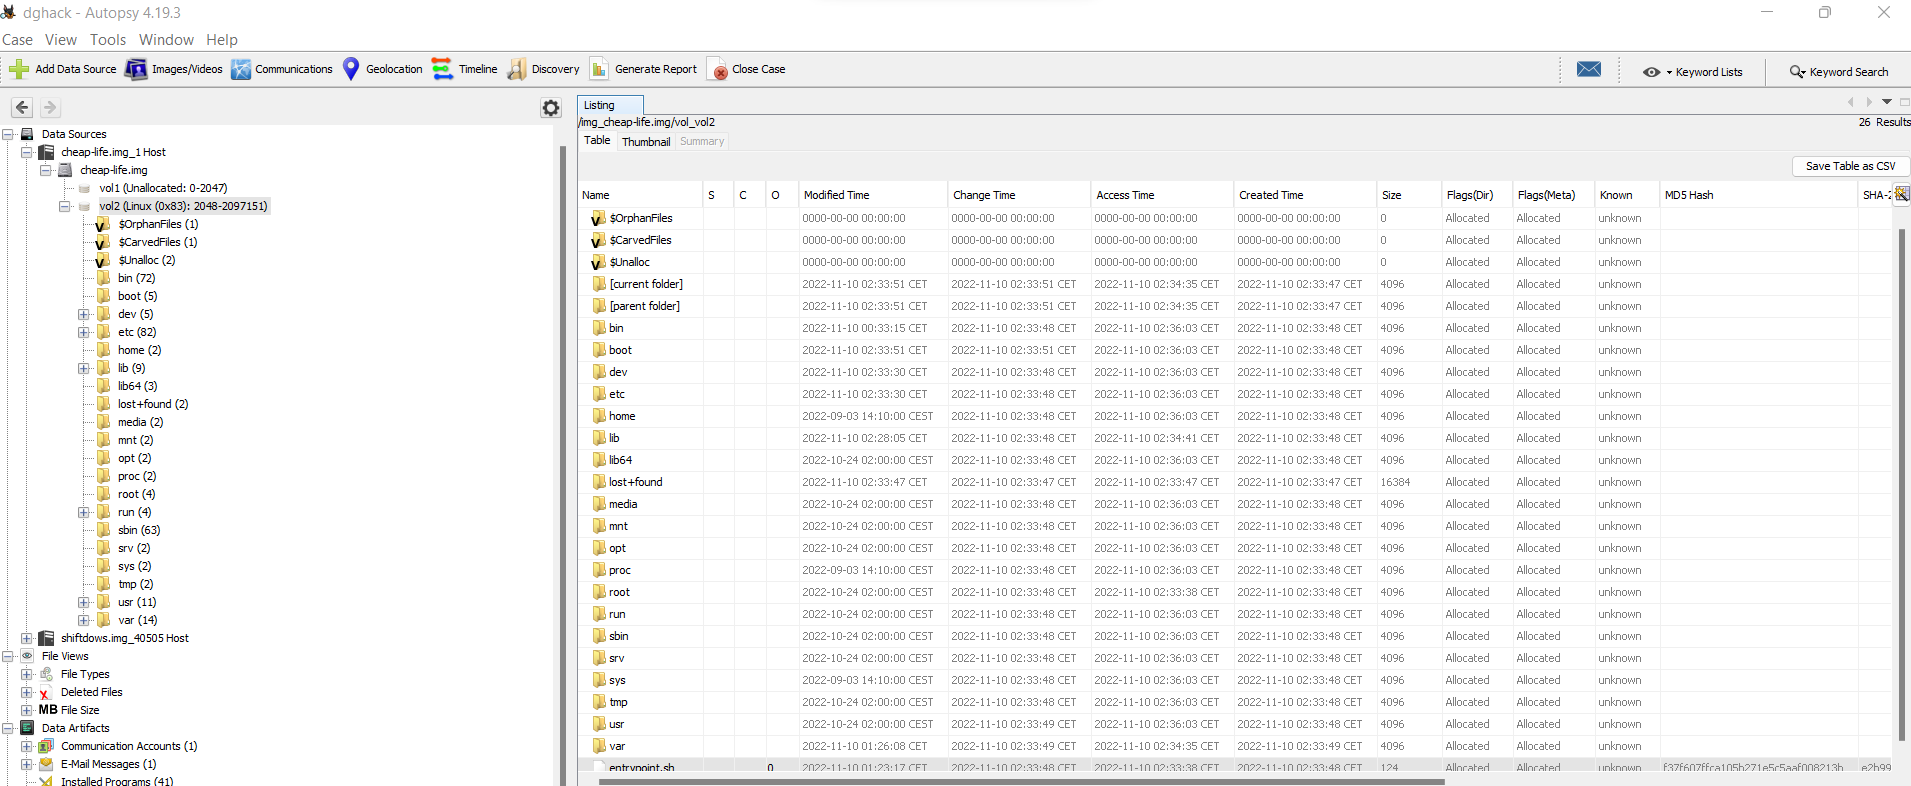 dghack - Autopsy 4.19.3
Case View Tools Window Help
Add Data Source Images/Videos Communications Geolocation Timeline Discovery Generate Report Close Case Keyword Lists Keyword Search
Data Sources
cheap-life.img_1 Host
cheap-life.img
vol1 (Unallocated: 0-2047)
vol2 (Linux (0x83): 2048-2097151)
$OrphanFiles (1)
$CarvedFiles (1)
$Unalloc (2)
bin (72)
boot (5)
dev (5)
etc (82)
home (2)
lib (9)
lib64 (3)
lost+found (2)
media (2)
mnt (2)
opt (2)
proc (2)
root (4)
run (4)
sbin (63)
srv (2)
sys (2)
tmp (2)
usr (11)
var (14)
shiftdows.img_40505 Host
File Views
File Types
Deleted Files
MB File Size
Data Artifacts
Communication Accounts (1)
E-Mail Messages (1)
Installed Programs (41)
Listing
/img_cheap-life.img/vol_vol2
26 Results
Table Thumbnail Summary
Save Table as CSV
Name S C O Modified Time Change Time Access Time Created Time Size Flags(Dir) Flags(Meta) Known MD5 Hash SHA-2
$OrphanFiles 0000-00-00 00:00:00 0000-00-00 00:00:00 0000-00-00 00:00:00 0000-00-00 00:00:00 0 Allocated Allocated unknown
$CarvedFiles 0000-00-00 00:00:00 0000-00-00 00:00:00 0000-00-00 00:00:00 0000-00-00 00:00:00 0 Allocated Allocated unknown
$Unalloc 0000-00-00 00:00:00 0000-00-00 00:00:00 0000-00-00 00:00:00 0000-00-00 00:00:00 0 Allocated Allocated unknown
[current folder] 2022-11-10 02:33:51 CET 2022-11-10 02:33:51 CET 2022-11-10 02:34:35 CET 2022-11-10 02:33:47 CET 4096 Allocated Allocated unknown
[parent folder] 2022-11-10 02:33:51 CET 2022-11-10 02:33:51 CET 2022-11-10 02:34:35 CET 2022-11-10 02:33:47 CET 4096 Allocated Allocated unknown
bin 2022-11-10 00:33:15 CET 2022-11-10 02:33:48 CET 2022-11-10 02:36:03 CET 2022-11-10 02:33:48 CET 4096 Allocated Allocated unknown
boot 2022-11-10 02:33:51 CET 2022-11-10 02:33:51 CET 2022-11-10 02:36:03 CET 2022-11-10 02:33:48 CET 4096 Allocated Allocated unknown
dev 2022-11-10 02:33:30 CET 2022-11-10 02:33:48 CET 2022-11-10 02:36:03 CET 2022-11-10 02:33:48 CET 4096 Allocated Allocated unknown
etc 2022-11-10 02:33:30 CET 2022-11-10 02:33:48 CET 2022-11-10 02:36:03 CET 2022-11-10 02:33:48 CET 4096 Allocated Allocated unknown
home 2022-09-03 14:10:00 CEST 2022-11-10 02:33:48 CET 2022-11-10 02:36:03 CET 2022-11-10 02:33:48 CET 4096 Allocated Allocated unknown
lib 2022-11-10 02:28:05 CET 2022-11-10 02:33:48 CET 2022-11-10 02:34:41 CET 2022-11-10 02:33:48 CET 4096 Allocated Allocated unknown
lib64 2022-10-24 02:00:00 CEST 2022-11-10 02:33:48 CET 2022-11-10 02:36:03 CET 2022-11-10 02:33:48 CET 4096 Allocated Allocated unknown
lost+found 2022-11-10 02:33:47 CET 2022-11-10 02:33:47 CET 2022-11-10 02:33:47 CET 2022-11-10 02:33:47 CET 16384 Allocated Allocated unknown
media 2022-10-24 02:00:00 CEST 2022-11-10 02:33:48 CET 2022-11-10 02:36:03 CET 2022-11-10 02:33:48 CET 4096 Allocated Allocated unknown
mnt 2022-10-24 02:00:00 CEST 2022-11-10 02:33:48 CET 2022-11-10 02:36:03 CET 2022-11-10 02:33:48 CET 4096 Allocated Allocated unknown
opt 2022-10-24 02:00:00 CEST 2022-11-10 02:33:48 CET 2022-11-10 02:36:03 CET 2022-11-10 02:33:48 CET 4096 Allocated Allocated unknown
proc 2022-09-03 14:10:00 CEST 2022-11-10 02:33:48 CET 2022-11-10 02:36:03 CET 2022-11-10 02:33:48 CET 4096 Allocated Allocated unknown
root 2022-10-24 02:00:00 CEST 2022-11-10 02:33:48 CET 2022-11-10 02:33:38 CET 2022-11-10 02:33:48 CET 4096 Allocated Allocated unknown
run 2022-10-24 02:00:00 CEST 2022-11-10 02:33:48 CET 2022-11-10 02:36:03 CET 2022-11-10 02:33:48 CET 4096 Allocated Allocated unknown
sbin 2022-10-24 02:00:00 CEST 2022-11-10 02:33:48 CET 2022-11-10 02:36:03 CET 2022-11-10 02:33:48 CET 4096 Allocated Allocated unknown
srv 2022-10-24 02:00:00 CEST 2022-11-10 02:33:48 CET 2022-11-10 02:36:03 CET 2022-11-10 02:33:48 CET 4096 Allocated Allocated unknown
sys 2022-09-03 14:10:00 CEST 2022-11-10 02:33:48 CET 2022-11-10 02:36:03 CET 2022-11-10 02:33:48 CET 4096 Allocated Allocated unknown
tmp 2022-10-24 02:00:00 CEST 2022-11-10 02:33:48 CET 2022-11-10 02:36:03 CET 2022-11-10 02:33:48 CET 4096 Allocated Allocated unknown
usr 2022-10-24 02:00:00 CEST 2022-11-10 02:33:49 CET 2022-11-10 02:36:03 CET 2022-11-10 02:33:48 CET 4096 Allocated Allocated unknown
var 2022-11-10 01:26:08 CET 2022-11-10 02:33:49 CET 2022-11-10 02:34:35 CET 2022-11-10 02:33:49 CET 4096 Allocated Allocated unknown
entrypoint.sh 0 2022-11-10 01:23:17 CET 2022-11-10 02:33:48 CET 2022-11-10 02:33:38 CET 2022-11-10 02:33:48 CET 124 Allocated Allocated unknown f37f607ffca105b271e5c5aaf008213b e2b99